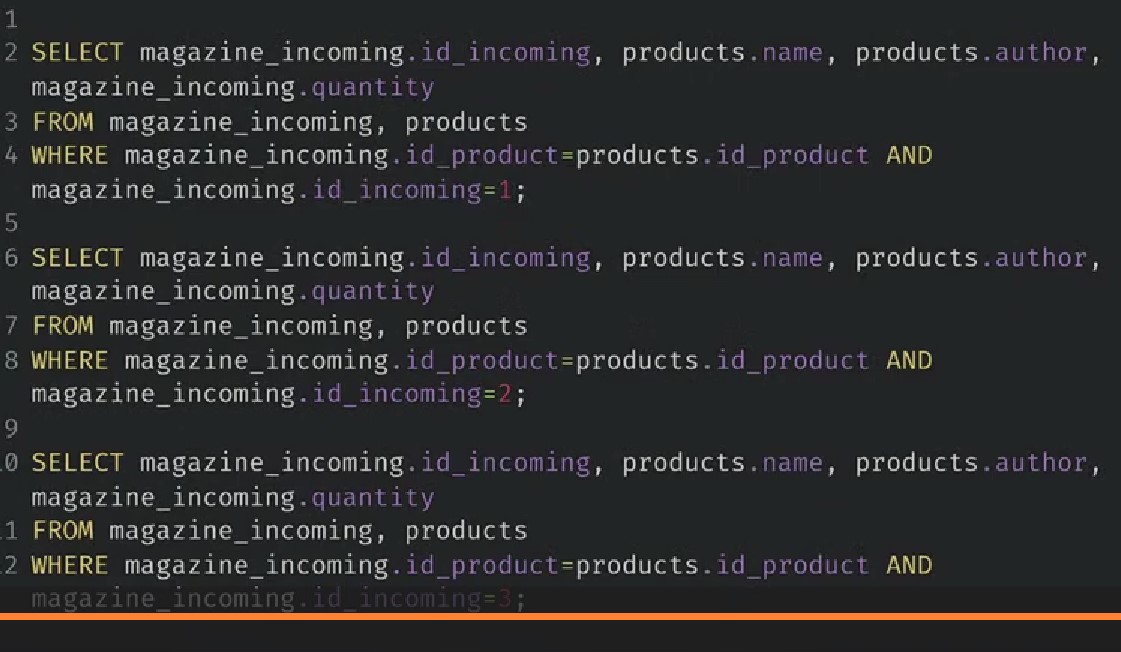 1
2 SELECT magazine_incoming.id_incoming, products.name, products.author,
magazine_incoming.quantity
3 FROM magazine_incoming, products
4 WHERE magazine_incoming.id_product=products.id_product AND
magazine_incoming.id_incoming=1;
5
6 SELECT magazine_incoming.id_incoming, products.name, products.author,
magazine_incoming.quantity
7 FROM magazine_incoming, products
8 WHERE magazine_incoming.id_product=products.id_product AND
magazine_incoming.id_incoming=2;
9
10 SELECT magazine_incoming.id_incoming, products.name, products.author,
magazine_incoming.quantity
11 FROM magazine_incoming, products
12 WHERE magazine_incoming.id_product=products.id_product AND
magazine_incoming.id_incoming=3;